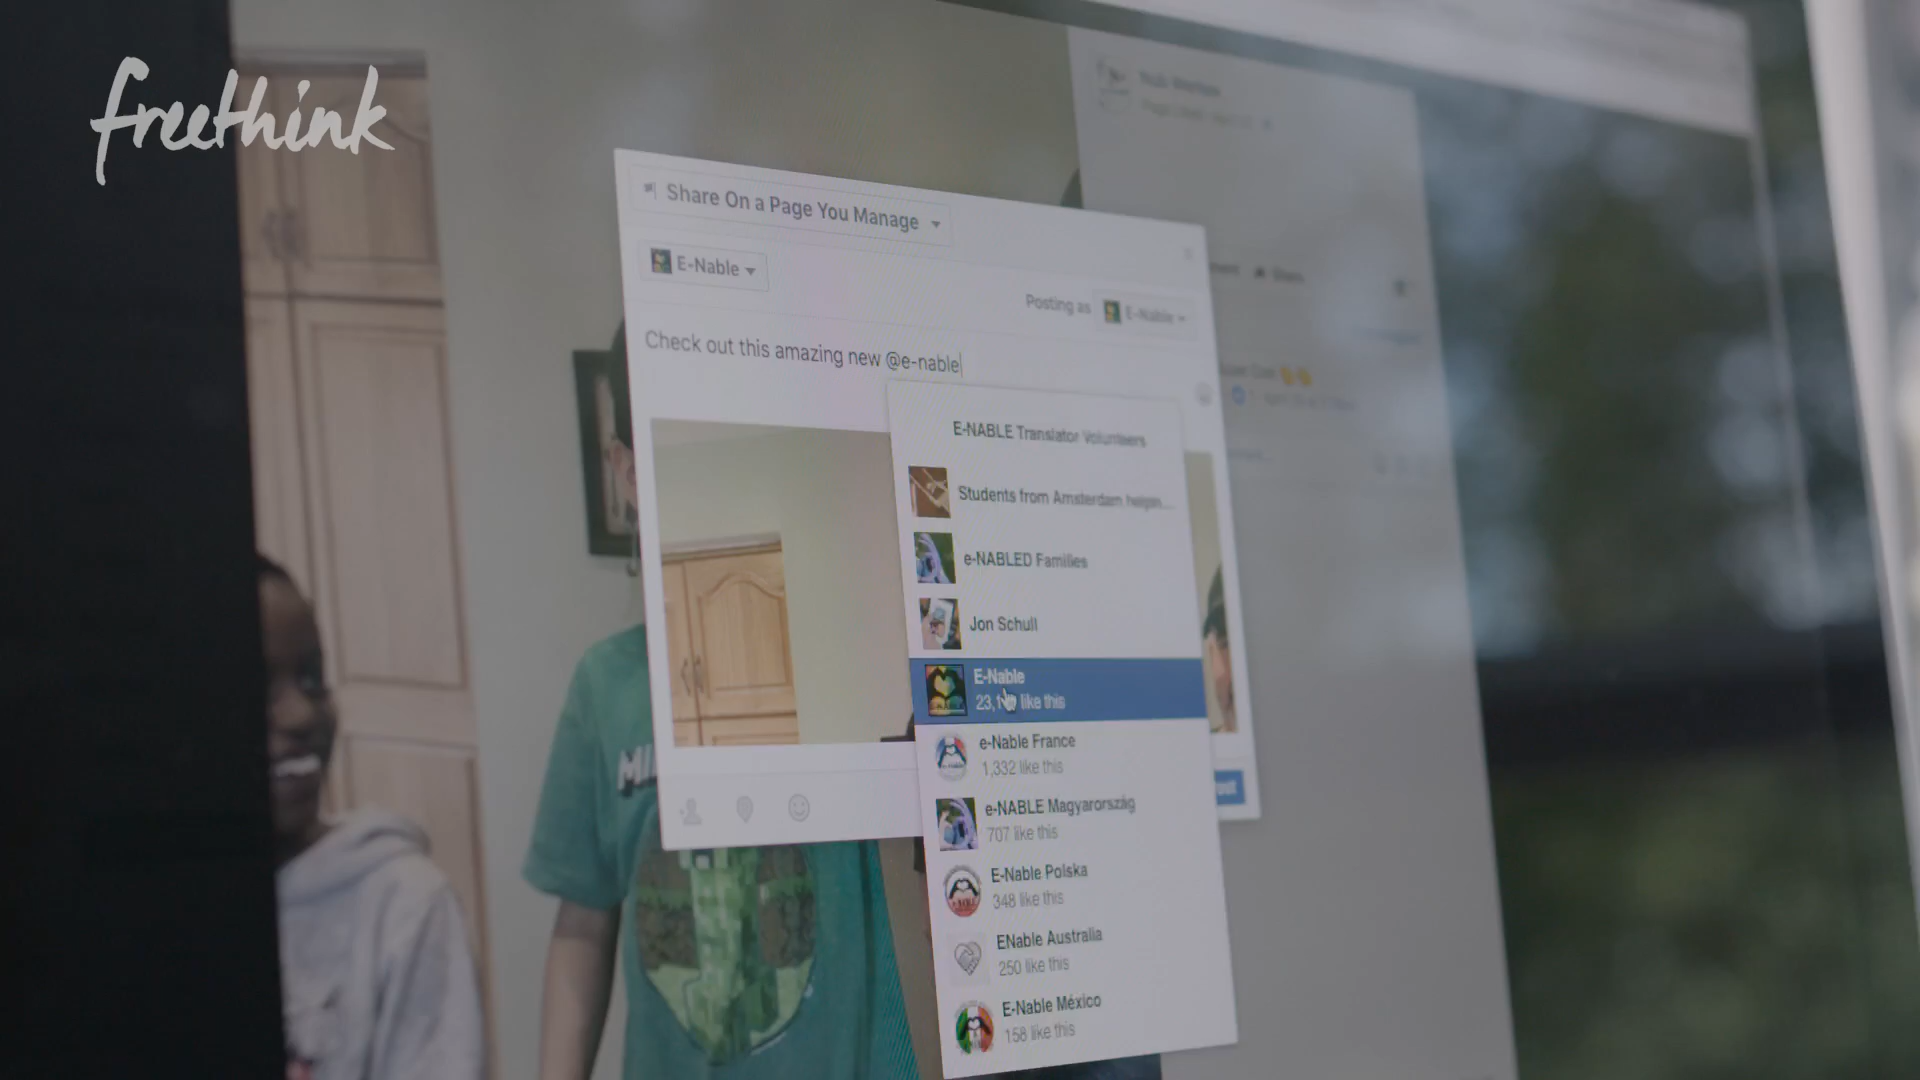 freethink
Share On a Page You Manage
E-Nable
Posting as E-Nable
Check out this amazing new @e-nable
E-NABLE Translator Volunteers
Students from Amsterdam
e-NABLED Families
Jon Schull
E-Nable
like this
e-Nable France
1,332 like this
e-NABLE Magyarország
707 like this
E-Nable Polska
348 like this
ENable Australia
250 like this
E-Nable México
158 like this